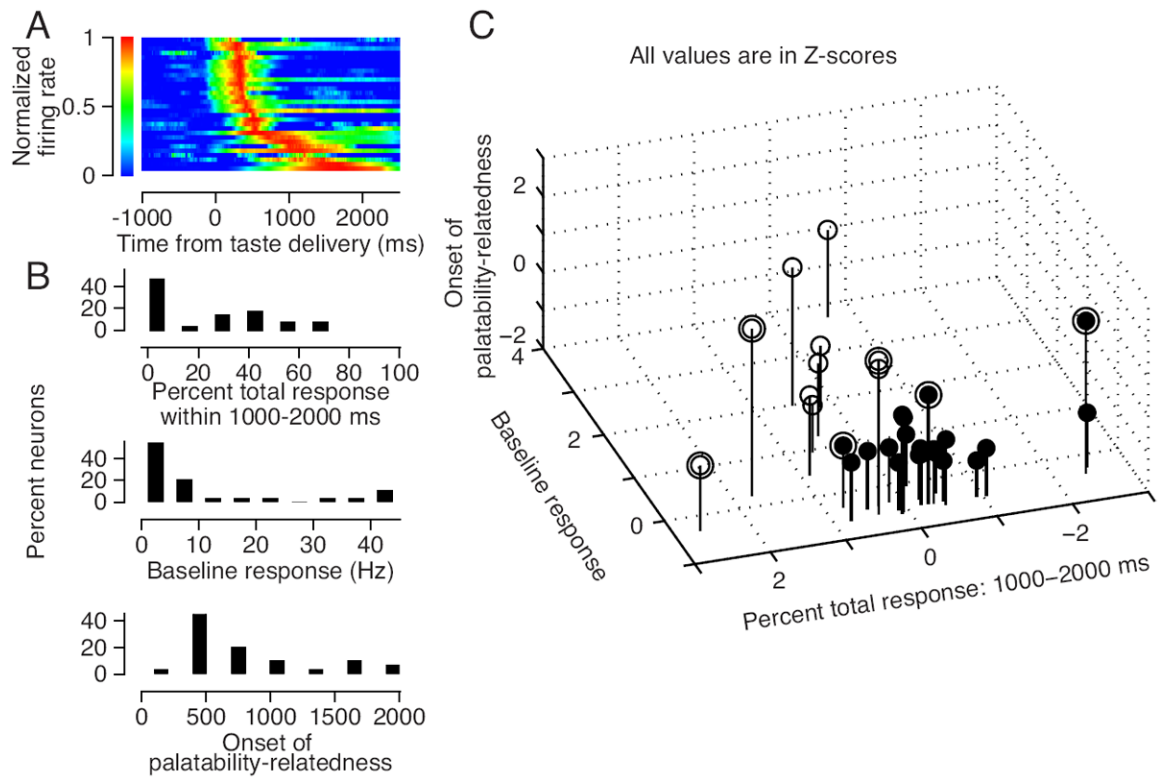 A
Normalized
firing rate
1
0.5
0
-1000 0 1000 2000
Time from taste delivery (ms)
B
Percent neurons
40
20
0
0 20 40 60 80 100
Percent total response
within 1000-2000 ms
40
20
0
0 10 20 30 40
Baseline response (Hz)
40
20
0
0 500 1000 1500 2000
Onset of
palatability-relatedness
C
All values are in Z-scores
Onset of
palatability-relatedness
2
0
−2
4
2
0
Baseline response
2 0 −2
Percent total response: 1000−2000 ms